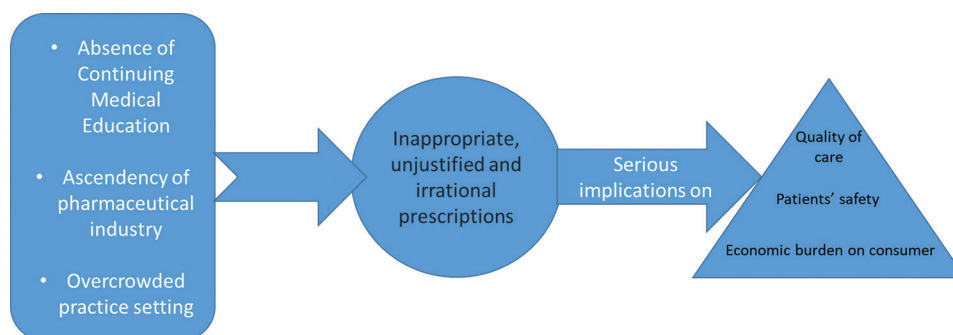 • Absence of
Continuing
Medical
Education
• Ascendency of
pharmaceutical
industry
• Overcrowded
practice setting
Inappropriate,
unjustified and
irrational
prescriptions
Serious
implications on
Quality of
care
Patients’ safety
Economic burden on consumer